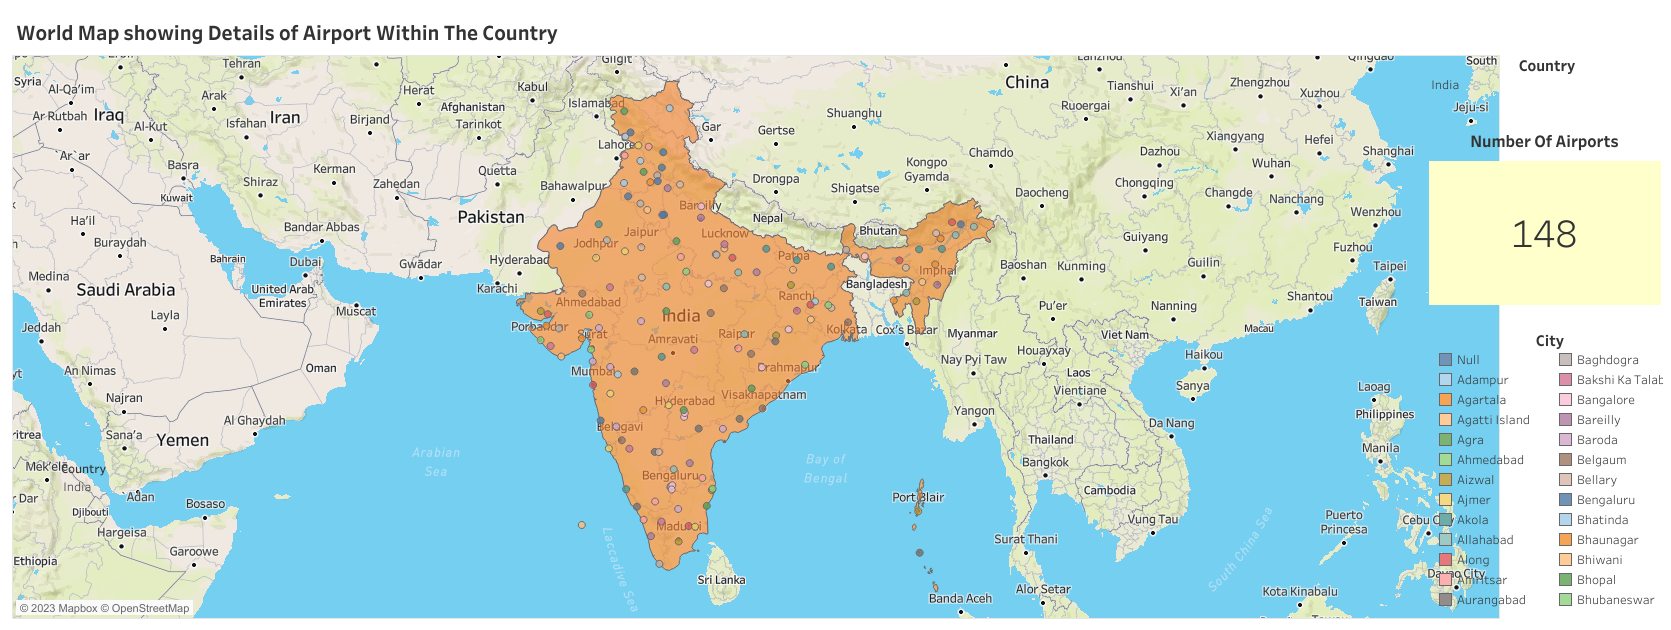 World Map showing Details of Airport Within The Country
Tehran
Gilgit
Lanzhou
Qingdao
South
Country
Syria
Al-Qa'im
Arak
Herat
Kabul
Islamabad
China
Tianshui
Zhengzhou
India
Ar Rutbah
Iraq
Iran
Afghanistan
Xi'an
Xuzhou
Jeju-si
Al-Kut
Isfahan
Birjand
Tarinkot
Lahore
Gar
Gertse
Shuanghu
Ruoergai
Xiangyang
Hefei
Number Of Airports
Ar`ar
Basra
Kerman
Quetta
Chamdo
Dazhou
Wuhan
Shanghai
Kuwait
Shiraz
Zahedan
Bahawalpur
Drongpa
Shigatse
Kongpo
Gyamda
Daocheng
Chongqing
Changde
Nanchang
Ha'il
Pakistan
Bareilly
Nepal
Wenzhou
Buraydah
Bandar Abbas
Jodhpur
Jaipur
Lucknow
Bhutan
Guiyang
Fuzhou
148
Bahrain
Dubai
Gwādar
Hyderabad
Patna
Imphal
Baoshan
Kunming
Guilin
Taipei
Medina
Saudi Arabia
United Arab
Emirates
Karachi
Ahmedabad
Ranchi
Bangladesh
Pu'er
Nanning
Shantou
Taiwan
Jeddah
Layla
Muscat
Porbandar
Surat
India
Raipur
Kolkata
Cox's Bazar
Myanmar
Viet Nam
Macau
City
Amravati
Nay Pyi Taw
Houayxay
Haikou
An Nimas
Oman
Mumbai
Brahmapur
Laos
Sanya
Laoag
Najran
Hyderabad
Visakhapatnam
Vientiane
Al Ghaydah
Yangon
Da Nang
Philippines
Sana'a
Yemen
Belgavi
Thailand
Manila
Arabian
Sea
Bay of
Bengal
Bangkok
Country
India
Adan
Bosaso
Bengaluru
Port Blair
Cambodia
Djibouti
Hargeisa
Madurai
Vung Tau
Puerto
Princesa
Ethiopia
Garoowe
Laccadive Sea
Sri Lanka
Surat Thani
South China Sea
Banda Aceh
Alor Setar
Kota Kinabalu
Davao City
Null
Adampur
Agartala
Agatti Island
Agra
Ahmedabad
Aizwal
Ajmer
Akola
Allahabad
Along
Amritsar
Aurangabad
Baghdogra
Bakshi Ka Talab
Bangalore
Bareilly
Baroda
Belgaum
Bellary
Bengaluru
Bhatinda
Bhaunagar
Bhiwani
Bhopal
Bhubaneswar
© 2023 Mapbox © OpenStreetMap